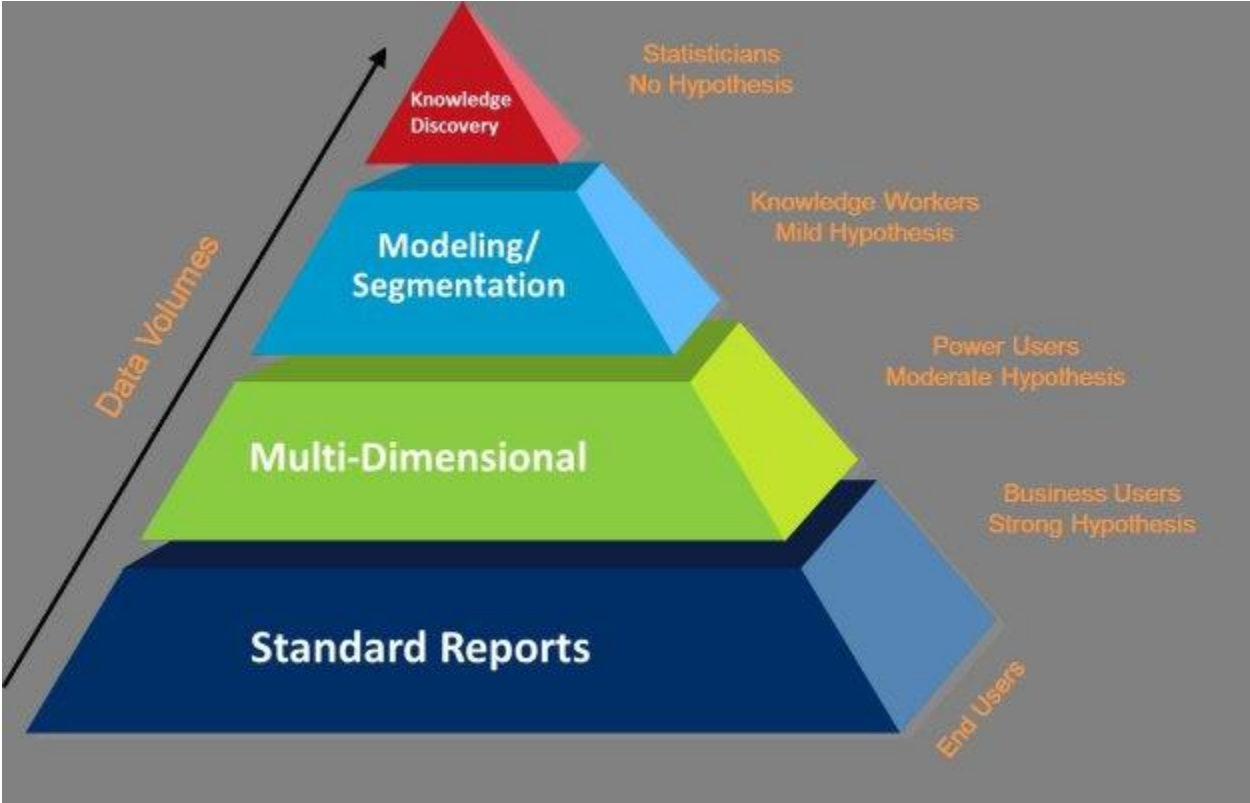 Statisticians
No Hypothesis
Knowledge
Discovery
Knowledge Workers
Mild Hypothesis
Modeling/
Segmentation
Data Volumes
Power Users
Moderate Hypothesis
Multi-Dimensional
Business Users
Strong Hypothesis
Standard Reports
End Users